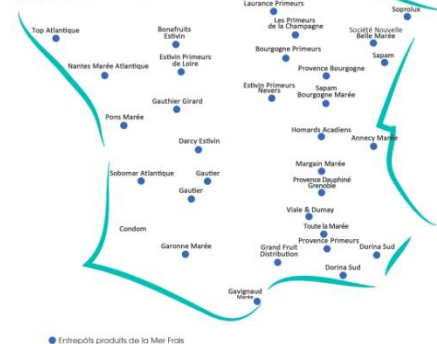 Laurance Primeurs
Soprolux
Les Primeurs
de la Champagne
Top Atlantique
Bonafruits
Estivin
Société Nouvelle
Belle Marée
Bourgogne Primeurs
Sapam
Estivin Primeurs
de Loire
Nantes Marée Atlantique
Provence Bourgogne
Estivin Primeurs
Nevers
Sapam
Bourgogne Marée
Gauthier Girard
Pons Marée
Homards Acadiens
Annecy Marée
Darcy Estivin
Margain Marée
Sobomar Atlantique
Gautier
Provence Dauphiné
Grenoble
Gautier
Viale & Dumay
Condom
Toute la Marée
Garonne Marée
Grand Fruit
Distribution
Provence Primeurs
Dorina Sud
Dorina Sud
Gavignaud
Marée
Entrepôts produits de la Mer Frais